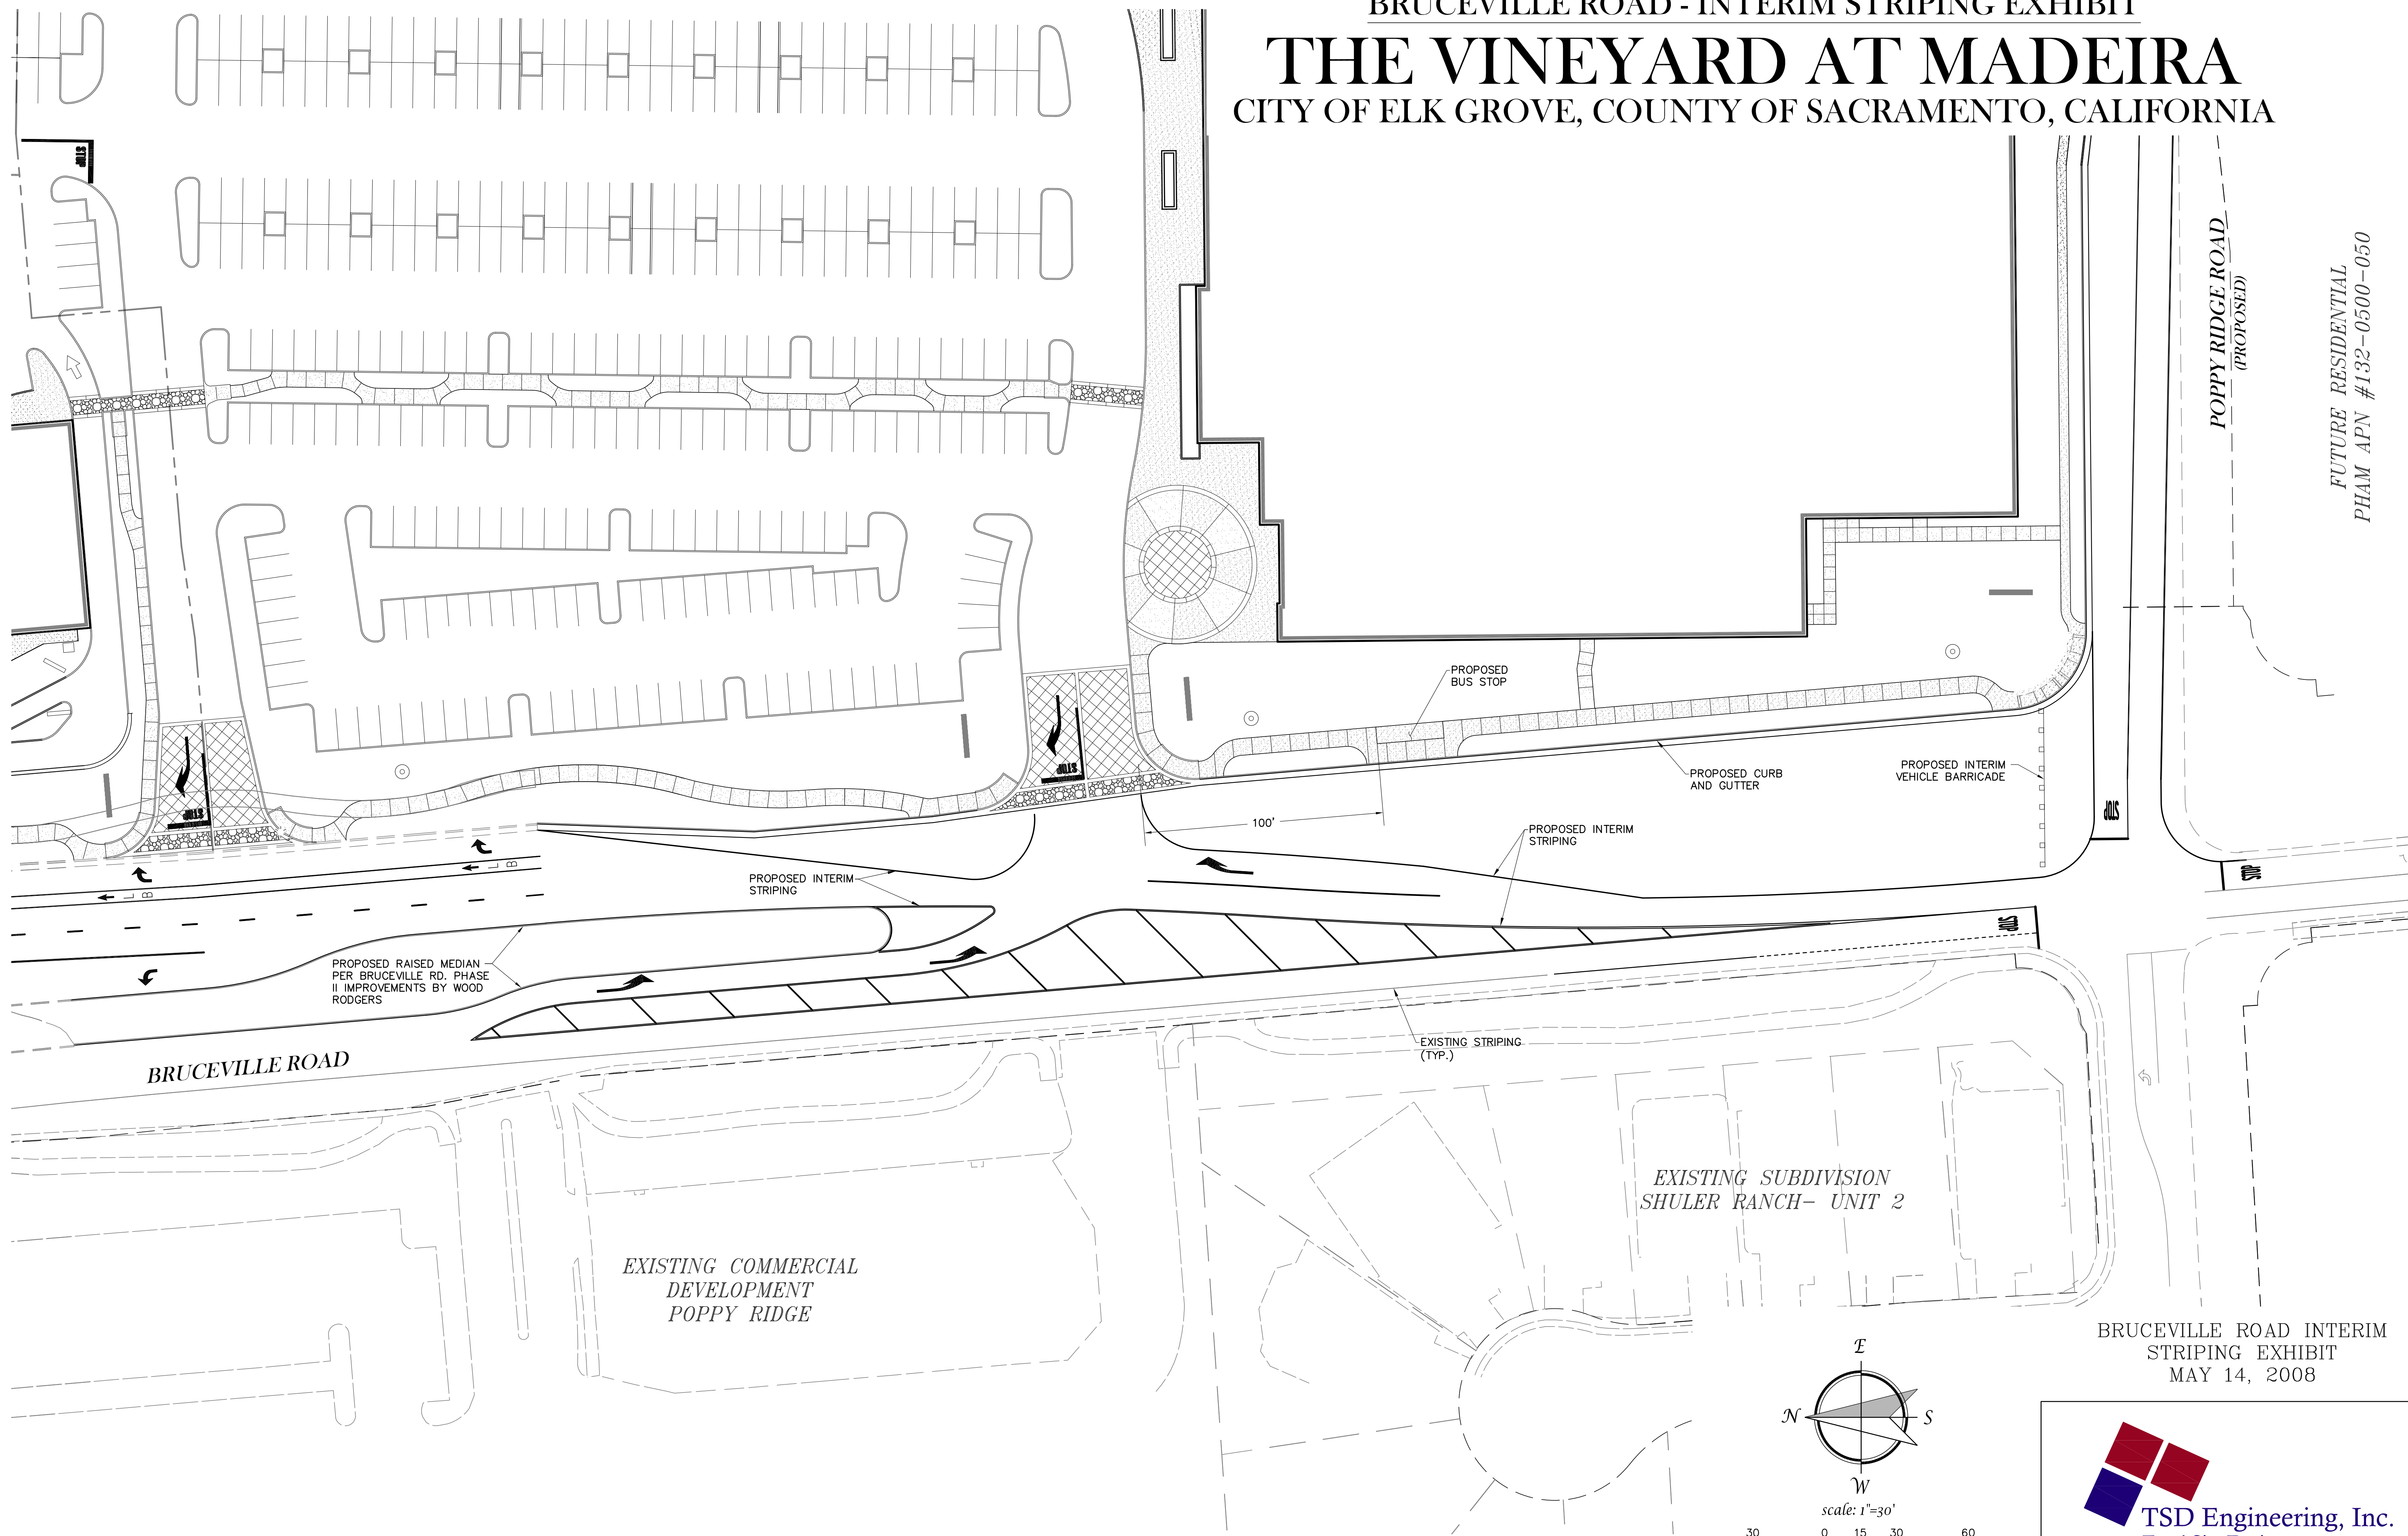 BRUCEVILLE ROAD - INTERIM STRIPING EXHIBIT
THE VINEYARD AT MADEIRA
CITY OF ELK GROVE, COUNTY OF SACRAMENTO, CALIFORNIA
STOP
POPPY RIDGE ROAD
(PROPOSED)
FUTURE RESIDENTIAL
PHAM APN #132-0500-050
PROPOSED
BUS STOP
STOP
STOP
PROPOSED CURB
AND GUTTER
PROPOSED INTERIM
VEHICLE BARRICADE
STOP
100'
PROPOSED INTERIM
STRIPING
PROPOSED INTERIM
STRIPING
STOP
B L
B L
STOP
PROPOSED RAISED MEDIAN
PER BRUCEVILLE RD. PHASE
II IMPROVEMENTS BY WOOD
RODGERS
EXISTING STRIPING
(TYP.)
BRUCEVILLE ROAD
EXISTING SUBDIVISION
SHULER RANCH- UNIT 2
EXISTING COMMERCIAL
DEVELOPMENT
POPPY RIDGE
BRUCEVILLE ROAD INTERIM
STRIPING EXHIBIT
MAY 14, 2008
E
N
S
W
scale: 1"=30'
30 0 15 30 60
TSD Engineering, Inc.